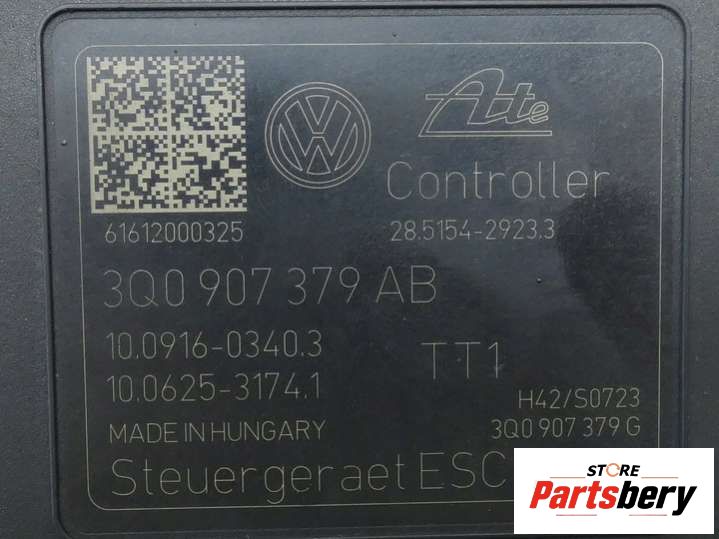 Ate
Controller
61612000325
28.5154-2923.3
3Q0 907 379 AB
10.0916-0340.3
TT1
10.0625-3174.1
H42/S0723
MADE IN HUNGARY
3Q0 907 379 G
Steuergeraet ESC
STORE
Partsbery